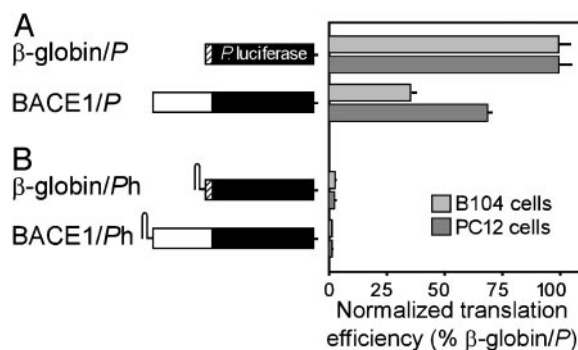 A
β-globin/P
P. luciferase
BACE1/P
B
β-globin/Ph
BACE1/Ph
B104 cells
PC12 cells
0 25 50 75 100
Normalized translation
efficiency (% β-globin/P)